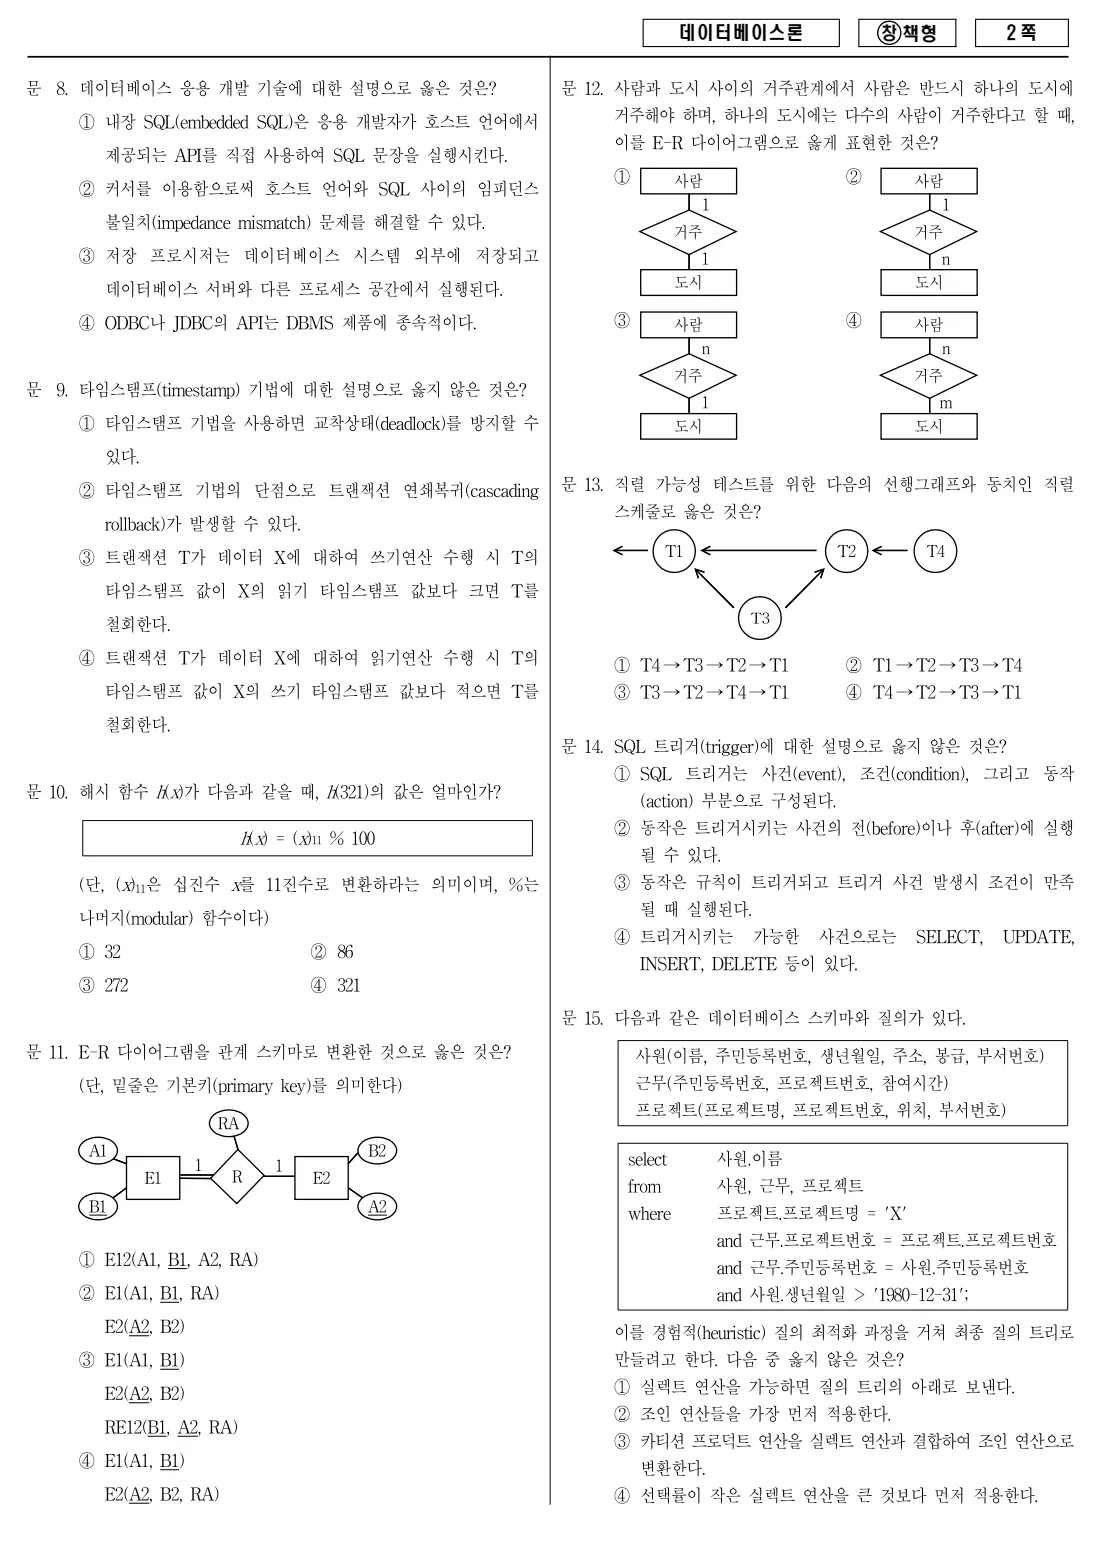 데이터베이스론
창책형
2쪽
문 8. 데이터베이스 응용 개발 기술에 대한 설명으로 옳은 것은?
① 내장 SQL(embedded SQL)은 응용 개발자가 호스트 언어에서
제공되는 API를 직접 사용하여 SQL 문장을 실행시킨다.
② 커서를 이용함으로써 호스트 언어와 SQL 사이의 임피던스
불일치(impedance mismatch) 문제를 해결할 수 있다.
③ 저장 프로시저는 데이터베이스 시스템 외부에 저장되고
데이터베이스 서버와 다른 프로세스 공간에서 실행된다.
④ ODBC나 JDBC의 API는 DBMS 제품에 종속적이다.
문 9. 타임스탬프(timestamp) 기법에 대한 설명으로 옳지 않은 것은?
① 타임스탬프 기법을 사용하면 교착상태(deadlock)를 방지할 수
있다.
② 타임스탬프 기법의 단점으로 트랜잭션 연쇄복귀(cascading
rollback)가 발생할 수 있다.
③ 트랜잭션 T가 데이터 X에 대하여 쓰기연산 수행 시 T의
타임스탬프 값이 X의 읽기 타임스탬프 값보다 크면 T를
철회한다.
④ 트랜잭션 T가 데이터 X에 대하여 읽기연산 수행 시 T의
타임스탬프 값이 X의 쓰기 타임스탬프 값보다 적으면 T를
철회한다.
문 10. 해시 함수 h(x)가 다음과 같을 때, h(321)의 값은 얼마인가?
h(x) = (x)₁₁ % 100
(단, (x)₁₁은 십진수 x를 11진수로 변환하라는 의미이며, %는
나머지(modular) 함수이다)
① 32 ② 86
③ 272 ④ 321
문 11. E-R 다이어그램을 관계 스키마로 변환한 것으로 옳은 것은?
(단, 밑줄은 기본키(primary key)를 의미한다)
RA
A1 B2
E1 1 R 1 E2
B1 A2
① E12(A1, B1, A2, RA)
② E1(A1, B1, RA)
E2(A2, B2)
③ E1(A1, B1)
E2(A2, B2)
RE12(B1, A2, RA)
④ E1(A1, B1)
E2(A2, B2, RA)
문 12. 사람과 도시 사이의 거주관계에서 사람은 반드시 하나의 도시에
거주해야 하며, 하나의 도시에는 다수의 사람이 거주한다고 할 때,
이를 E-R 다이어그램으로 옳게 표현한 것은?
① 사람 ② 사람
1 1
거주 거주
1 n
도시 도시
③ 사람 ④ 사람
n n
거주 거주
1 m
도시 도시
문 13. 직렬 가능성 테스트를 위한 다음의 선행그래프와 동치인 직렬
스케줄로 옳은 것은?
T1 T2 T4
T3
① T4→T3→T2→T1 ② T1→T2→T3→T4
③ T3→T2→T4→T1 ④ T4→T2→T3→T1
문 14. SQL 트리거(trigger)에 대한 설명으로 옳지 않은 것은?
① SQL 트리거는 사건(event), 조건(condition), 그리고 동작
(action) 부분으로 구성된다.
② 동작은 트리거시키는 사건의 전(before)이나 후(after)에 실행
될 수 있다.
③ 동작은 규칙이 트리거되고 트리거 사건 발생시 조건이 만족
될 때 실행된다.
④ 트리거시키는 가능한 사건으로는 SELECT, UPDATE,
INSERT, DELETE 등이 있다.
문 15. 다음과 같은 데이터베이스 스키마와 질의가 있다.
사원(이름, 주민등록번호, 생년월일, 주소, 봉급, 부서번호)
근무(주민등록번호, 프로젝트번호, 참여시간)
프로젝트(프로젝트명, 프로젝트번호, 위치, 부서번호)
select 사원.이름
from 사원, 근무, 프로젝트
where 프로젝트.프로젝트명 = ′X′
and 근무.프로젝트번호 = 프로젝트.프로젝트번호
and 근무.주민등록번호 = 사원.주민등록번호
and 사원.생년월일 > ′1980-12-31′;
이를 경험적(heuristic) 질의 최적화 과정을 거쳐 최종 질의 트리로
만들려고 한다. 다음 중 옳지 않은 것은?
① 실렉트 연산을 가능하면 질의 트리의 아래로 보낸다.
② 조인 연산들을 가장 먼저 적용한다.
③ 카티션 프로덕트 연산을 실렉트 연산과 결합하여 조인 연산으로
변환한다.
④ 선택률이 작은 실렉트 연산을 큰 것보다 먼저 적용한다.